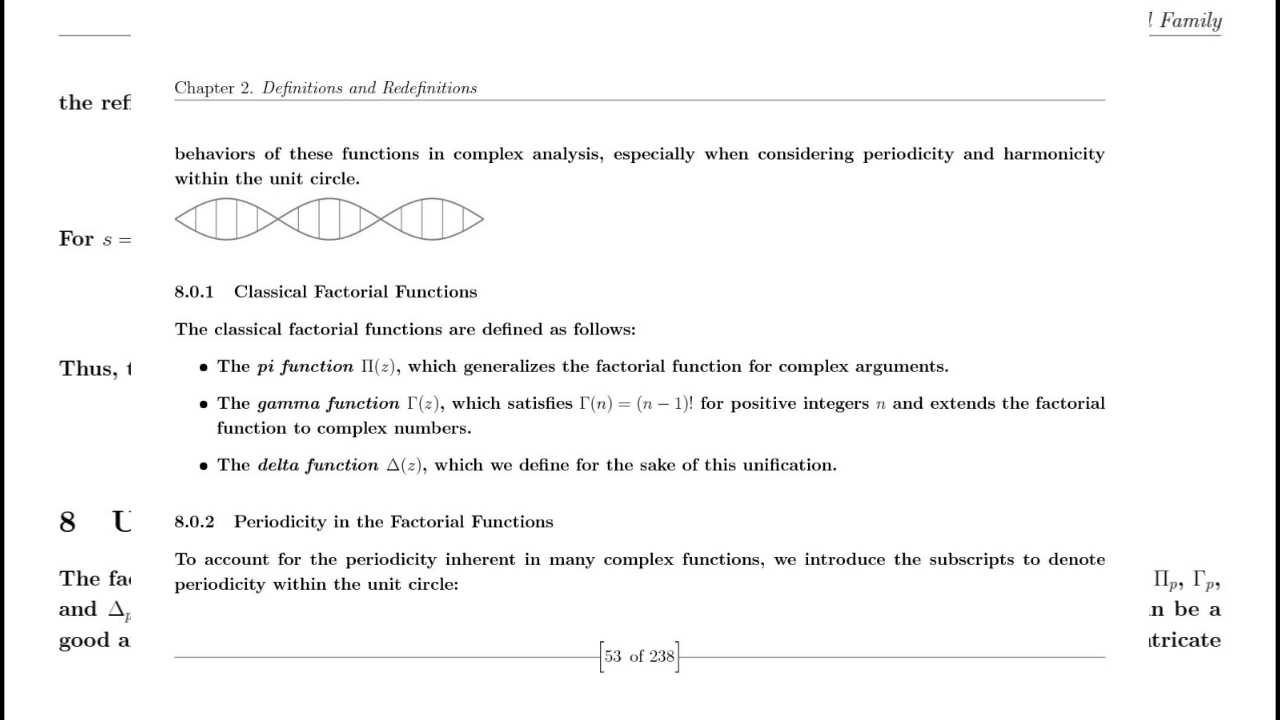 l Family
Chapter 2. Definitions and Redefinitions
the ref
behaviors of these functions in complex analysis, especially when considering periodicity and harmonicity
within the unit circle.
For s =
8.0.1 Classical Factorial Functions
The classical factorial functions are defined as follows:
Thus, t
• The pi function Π(z), which generalizes the factorial function for complex arguments.
• The gamma function Γ(z), which satisfies Γ(n) = (n − 1)! for positive integers n and extends the factorial
function to complex numbers.
• The delta function Δ(z), which we define for the sake of this unification.
8 U
8.0.2 Periodicity in the Factorial Functions
To account for the periodicity inherent in many complex functions, we introduce the subscripts to denote
periodicity within the unit circle:
The fa
Πₚ, Γₚ,
and Δₚ
n be a
good a
tricate
53 of 238